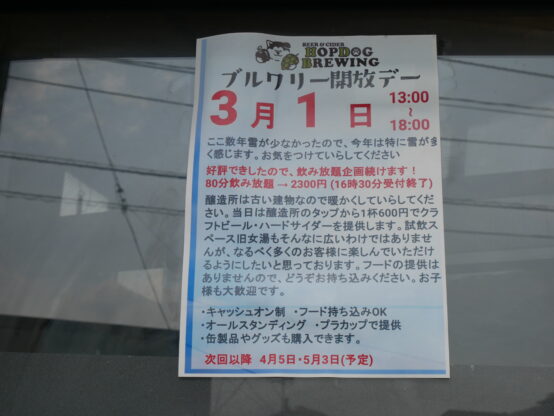 BEER & CIDER
HOPDOG
BREWING
ブルワリー開放デー
3月1日
13:00
~
18:00
ここ数年雪が少なかったので、今年は特に雪が多
く感じます。お気をつけていらしてください
好評できしたので、飲み放題企画続けます!
80分飲み放題 → 2300円 (16時30分受付終了)
醸造所は古い建物なので暖かくしていらしてくだ
さい。当日は醸造所のタップから1杯600円でクラ
フトビール・ハードサイダーを提供します。試飲ス
ペース旧女湯もそんなに広いわけではありませ
んが、なるべく多くのお客様に楽しんでいただけ
るようにしたいと思っております。フードの提供は
ありませんので、どうぞお持ち込みください。お子
様も大歓迎です。
・キャッシュオン制 ・フード持ち込みOK
・オールスタンディング ・プラカップで提供
・缶製品やグッズも購入できます。
次回以降 4月5日・5月3日(予定)